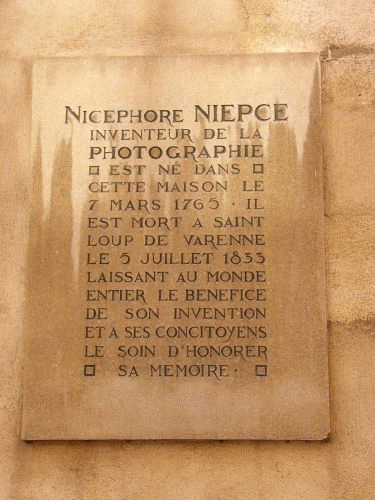 NICEPHORE NIEPCE
INVENTEUR DE LA
PHOTOGRAPHIE
EST NÉ DANS
CETTE MAISON LE
7 MARS 1765 · IL
EST MORT A SAINT
LOUP DE VARENNE
LE 5 JUILLET 1833
LAISSANT AU MONDE
ENTIER LE BENEFICE
DE SON INVENTION
ET A SES CONCITOYENS
LE SOIN D'HONORER
SA MEMOIRE ·